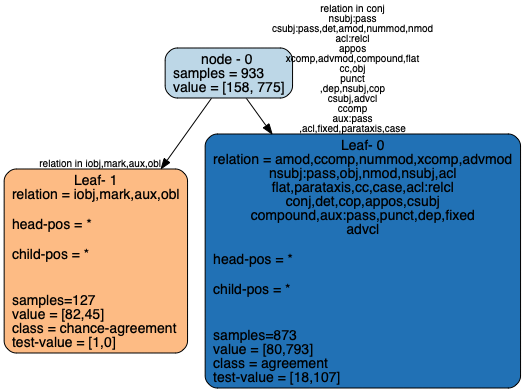 relation in conj
nsubj:pass
csubj:pass,det,amod,nummod,nmod
acl:relcl
appos
xcomp,advmod,compound,flat
cc,obj
punct
,dep,nsubj,cop
csubj,advcl
ccomp
aux:pass
,acl,fixed,parataxis,case
node - 0
samples = 933
value = [158, 775]
relation in iobj,mark,aux,obl
Leaf- 1
relation = iobj,mark,aux,obl
head-pos = *
child-pos = *
samples=127
value = [82,45]
class = chance-agreement
test-value = [1,0]
Leaf- 0
relation = amod,ccomp,nummod,xcomp,advmod
nsubj:pass,obj,nmod,nsubj,acl
flat,parataxis,cc,case,acl:relcl
conj,det,cop,appos,csubj
compound,aux:pass,punct,dep,fixed
advcl
head-pos = *
child-pos = *
samples=873
value = [80,793]
class = agreement
test-value = [18,107]